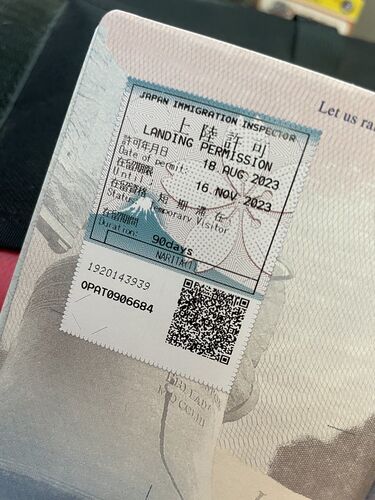 Let us ra
JAPAN IMMIGRATION INSPECTOR
上陸許可
LANDING PERMISSION
許可年月日
Date of permit: 18 AUG 2023
在留期限
Until : 16 NOV 2023
在留資格 短期滞在
Status: Temporary Visitor
在留期間
Duration: 90days
NARITA(1)
1920143939
OPAT0906684